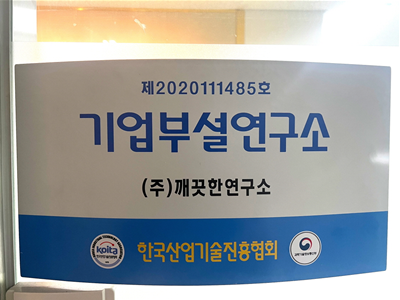 제2020111485호
기업부설연구소
(주)깨끗한연구소
koita 한국산업기술진흥협회